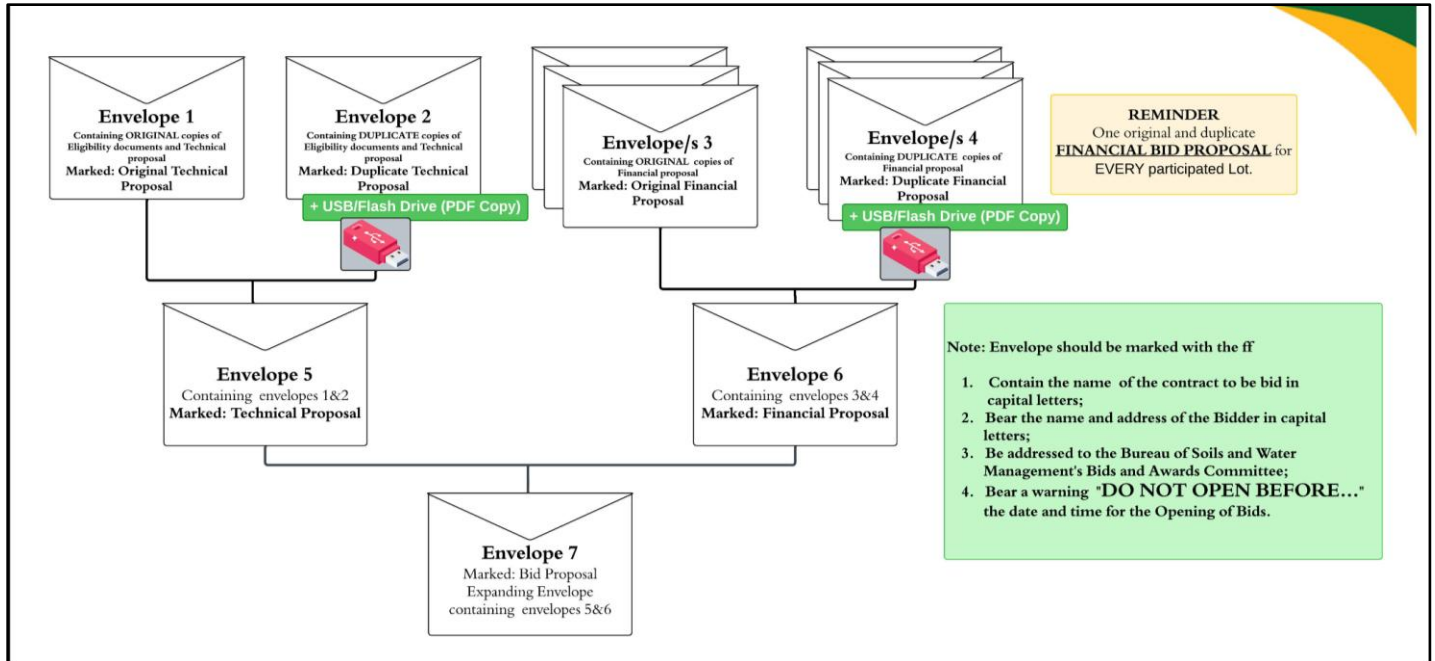 Envelope 1
Containing ORIGINAL copies of
Eligibility documents and Technical
proposal
Marked: Original Technical
Proposal
Envelope 2
Containing DUPLICATE copies of
Eligibility documents and Technical
proposal
Marked: Duplicate Technical
Proposal
+ USB/Flash Drive (PDF Copy)
Envelope/s 3
Containing ORIGINAL copies of
Financial proposal
Marked: Original Financial
Proposal
Envelope/s 4
Containing DUPLICATE copies of
Financial proposal
Marked: Duplicate Financial
Proposal
+ USB/Flash Drive (PDF Copy)
REMINDER
One original and duplicate
FINANCIAL BID PROPOSAL for
EVERY participated Lot.
Envelope 5
Containing envelopes 1&2
Marked: Technical Proposal
Envelope 6
Containing envelopes 3&4
Marked: Financial Proposal
Note: Envelope should be marked with the ff
1. Contain the name of the contract to be bid in
capital letters;
2. Bear the name and address of the Bidder in capital
letters;
3. Be addressed to the Bureau of Soils and Water
Management's Bids and Awards Committee;
4. Bear a warning "DO NOT OPEN BEFORE..."
the date and time for the Opening of Bids.
Envelope 7
Marked: Bid Proposal
Expanding Envelope
containing envelopes 5&6